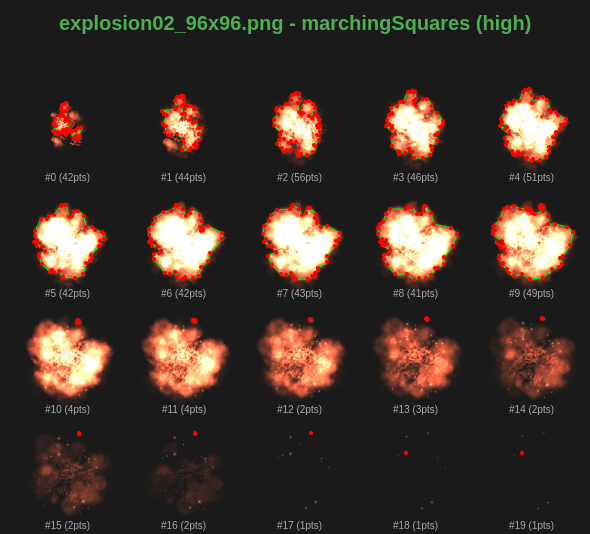 explosion02_96x96.png - marchingSquares (high)
#0 (42pts)
#1 (44pts)
#2 (56pts)
#3 (46pts)
#4 (51pts)
#5 (42pts)
#6 (42pts)
#7 (43pts)
#8 (41pts)
#9 (49pts)
#10 (4pts)
#11 (4pts)
#12 (2pts)
#13 (3pts)
#14 (2pts)
#15 (2pts)
#16 (2pts)
#17 (1pts)
#18 (1pts)
#19 (1pts)